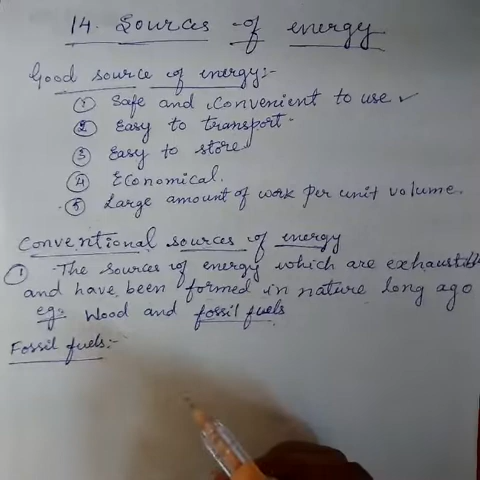 14. Sources of energy
Good source of energy:-
① Safe and convenient to use ✓
② Easy to transport.
③ Easy to store
④ Economical.
⑤ Large amount of work per unit volume.
Conventional sources of energy
① The sources of energy which are exhaustible
and have been formed in nature long ago
eg: Wood and fossil fuels
Fossil fuels:-